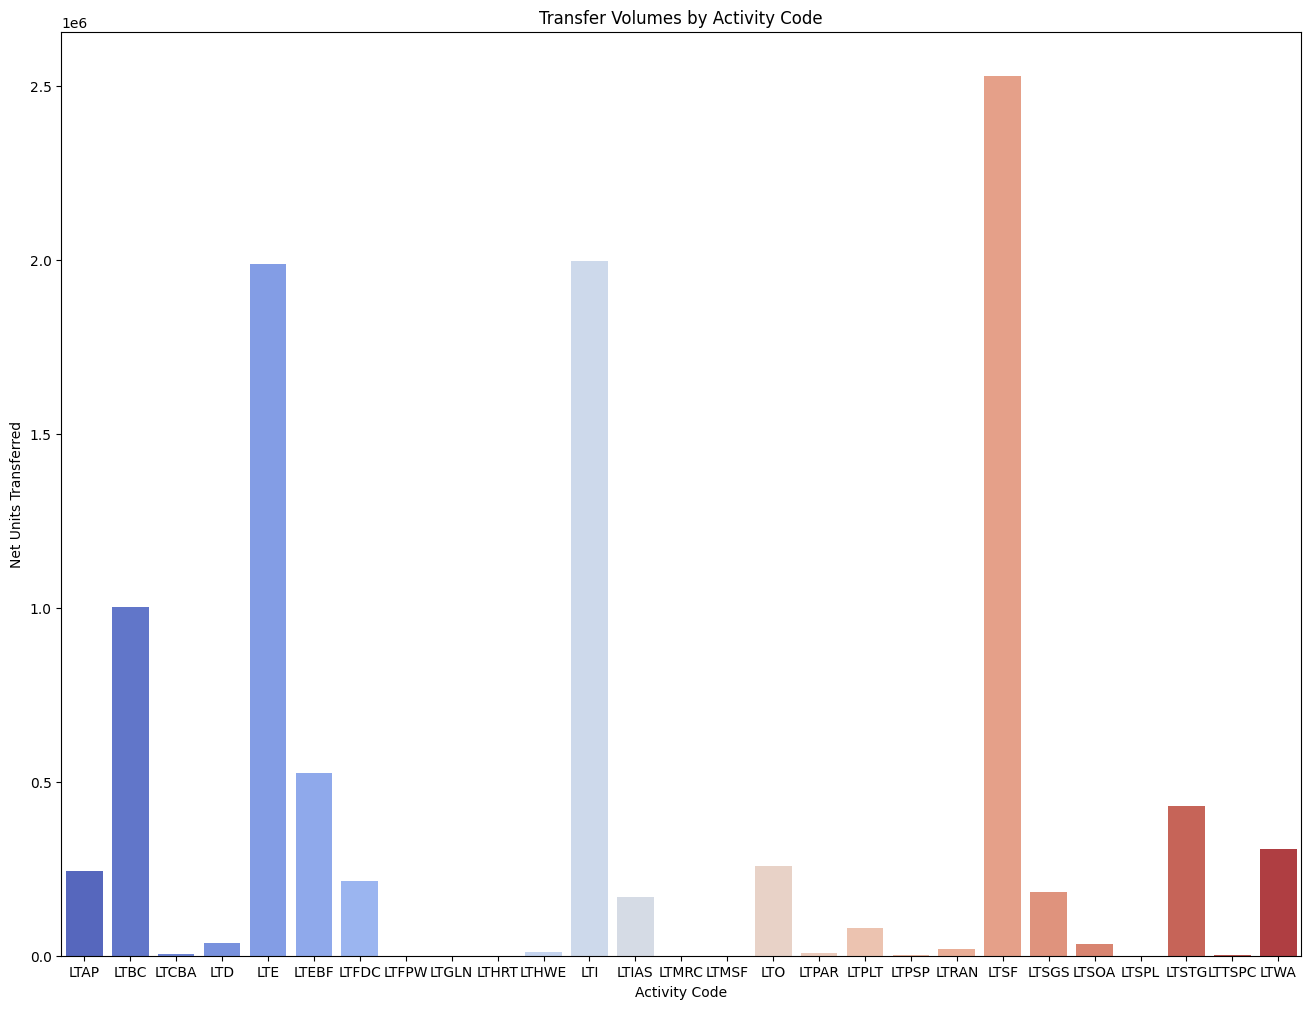 Transfer Volumes by Activity Code
1e6
2.5
2.0
1.5
1.0
0.5
0.0
Net Units Transferred
LTAP LTBC LTCBA LTD LTE LTEBF LTFDC LTFPW LTGLN LTHRT LTHWE LTI LTIAS LTMRC LTMSF LTO LTPAR LTPLT LTPSP LTRAN LTSF LTSGS LTSOA LTSPL LTSTG LTTSPC LTWA
Activity Code